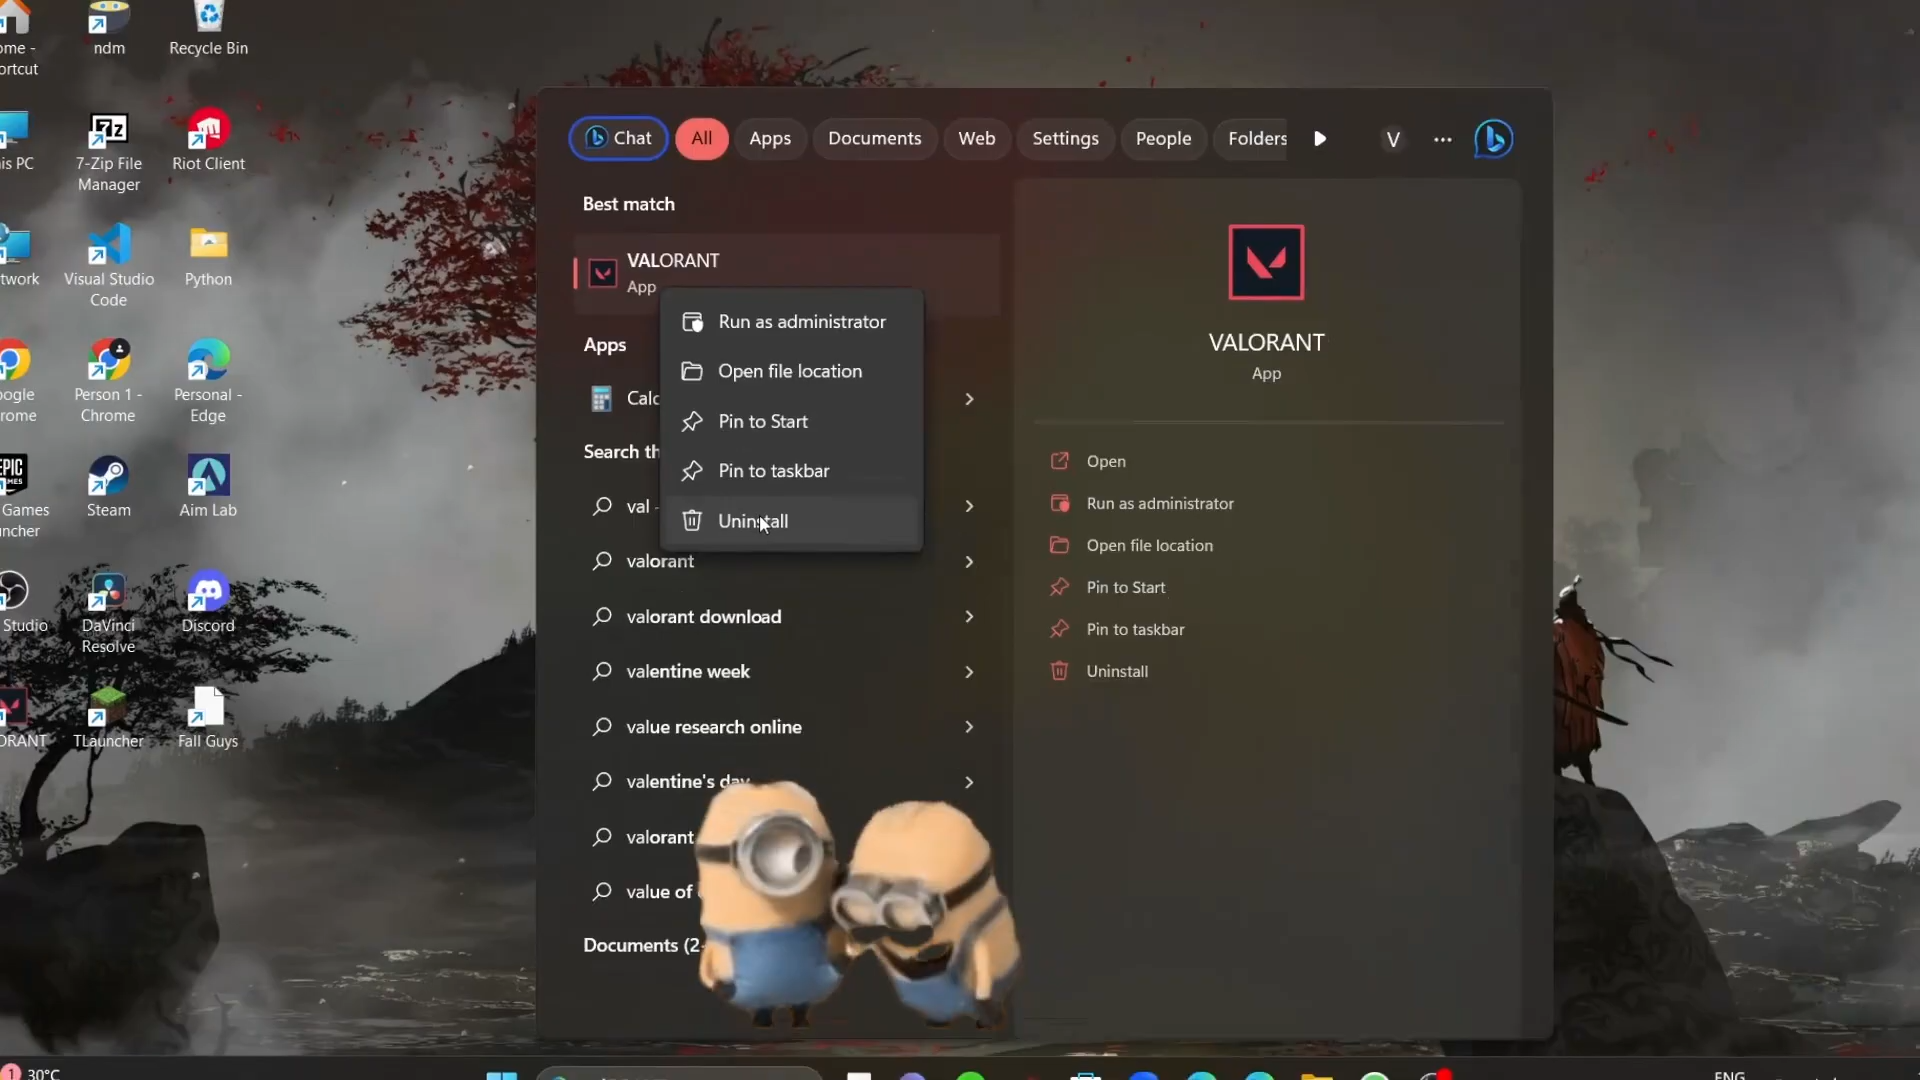 ome -
ortcut
ndm
Recycle Bin
is PC
7-Zip File
Manager
Riot Client
twork
Visual Studio
Code
Python
ogle
rome
Person 1 -
Chrome
Personal -
Edge
EPIC
GAMES
Games
ncher
Steam
Aim Lab
Studio
DaVinci
Resolve
Discord
ORANT
TLauncher
Fall Guys
Chat
All
Apps
Documents
Web
Settings
People
Folders
V
Best match
VALORANT
App
Apps
Calc
Search th
val -
valorant
valorant download
valentine week
value research online
valentine's day
valorant
value of
Documents (2
Run as administrator
Open file location
Pin to Start
Pin to taskbar
Uninstall
VALORANT
App
Open
Run as administrator
Open file location
Pin to Start
Pin to taskbar
Uninstall
1
30°C
ENG